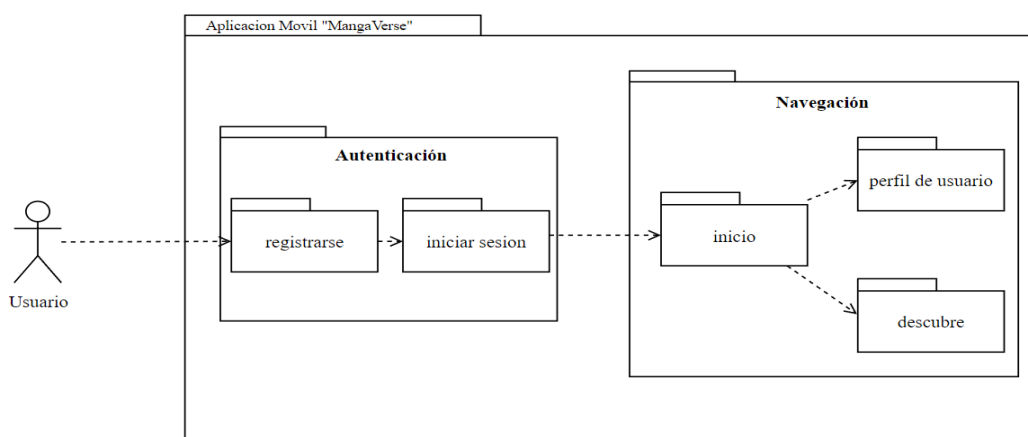 Aplicacion Movil "MangaVerse"
Navegación
Autenticación
perfil de usuario
registrarse
iniciar sesion
inicio
Usuario
descubre